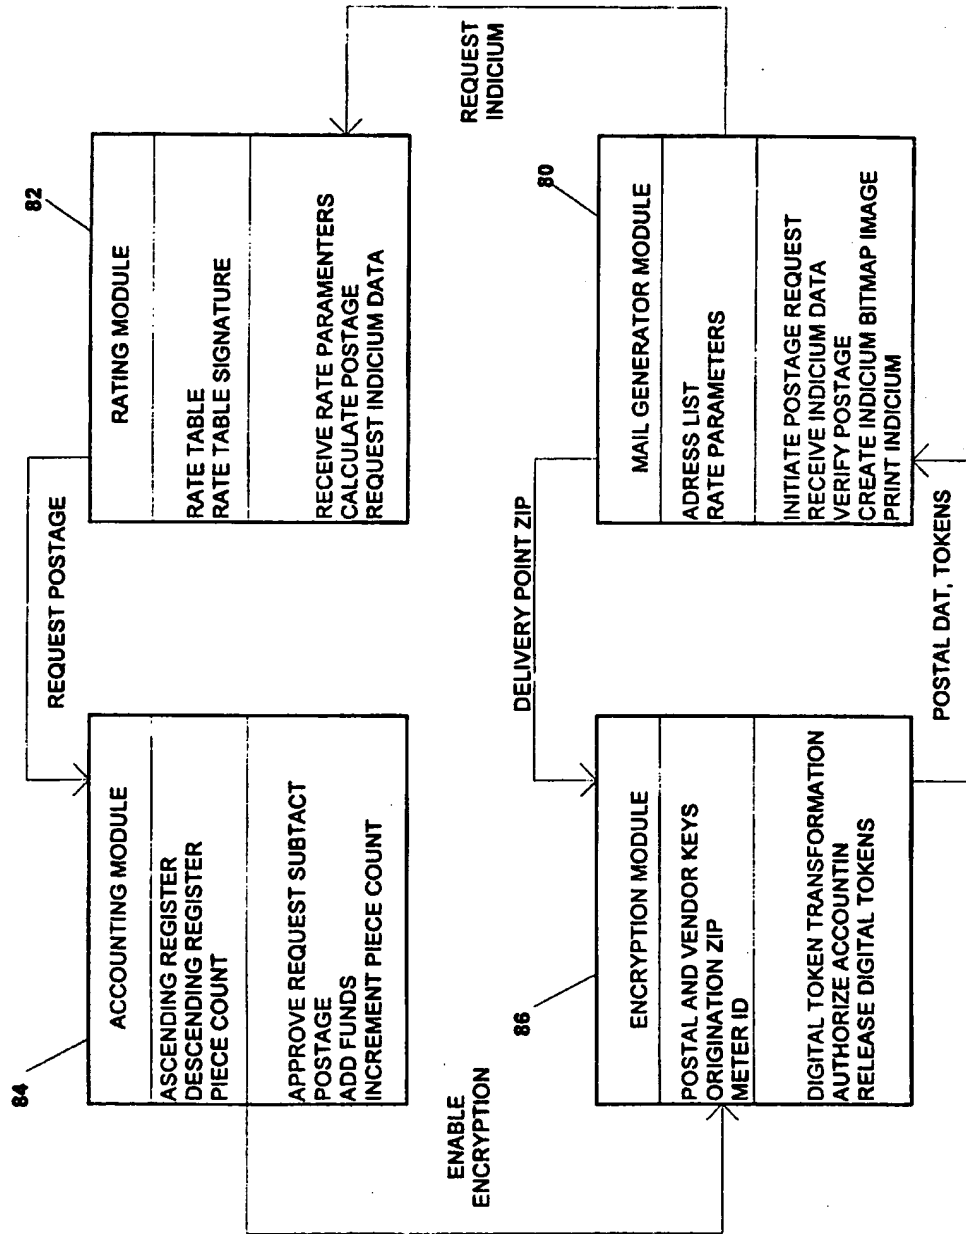 84
ACCOUNTING MODULE
ASCENDING REGISTER
DESCENDING REGISTER
PIECE COUNT
APPROVE REQUEST SUBTACT
POSTAGE
ADD FUNDS
INCREMENT PIECE COUNT
REQUEST POSTAGE
82
RATING MODULE
RATE TABLE
RATE TABLE SIGNATURE
RECEIVE RATE PARAMENTERS
CALCULATE POSTAGE
REQUEST INDICIUM DATA
ENABLE
ENCRYPTION
REQUEST
INDICIUM
86
ENCRYPTION MODULE
POSTAL AND VENDOR KEYS
ORIGINATION ZIP
METER ID
DIGITAL TOKEN TRANSFORMATION
AUTHORIZE ACCOUNTIN
RELEASE DIGITAL TOKENS
DELIVERY POINT ZIP
80
MAIL GENERATOR MODULE
ADRESS LIST
RATE PARAMETERS
INITIATE POSTAGE REQUEST
RECEIVE INDICIUM DATA
VERIFY POSTAGE
CREATE INDICIUM BITMAP IMAGE
PRINT INDICIUM
POSTAL DAT, TOKENS